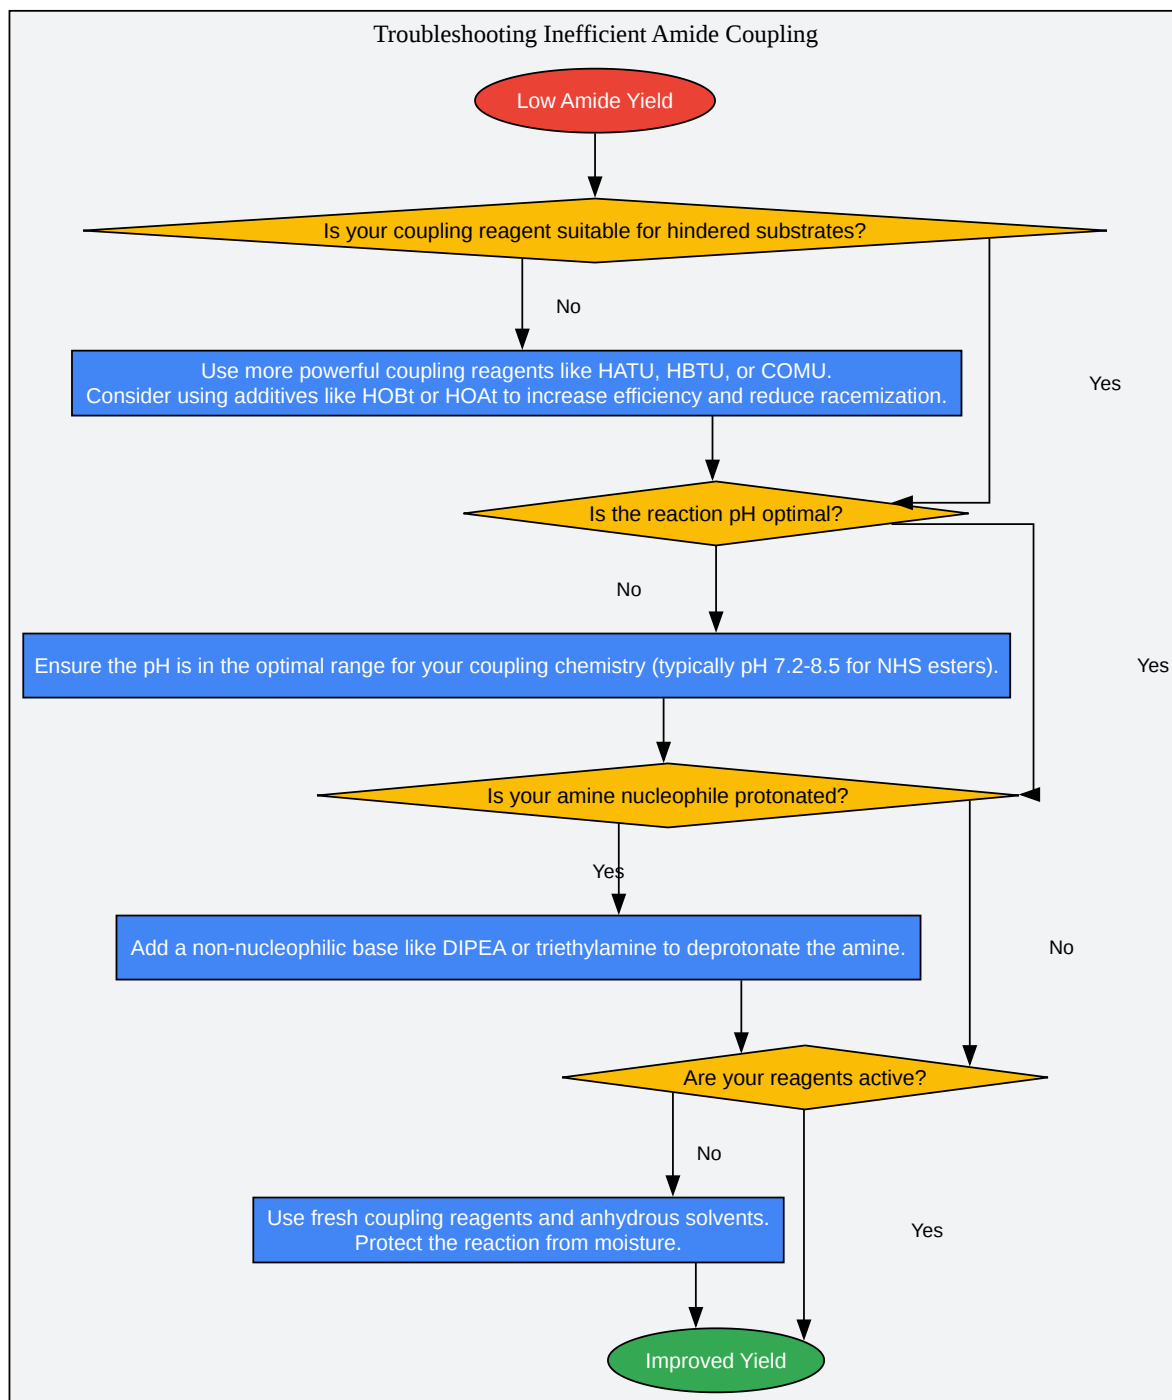 Troubleshooting Inefficient Amide Coupling
Low Amide Yield
Is your coupling reagent suitable for hindered substrates?
No
Use more powerful coupling reagents like HATU, HBTU, or COMU.
Consider using additives like HOBt or HOAt to increase efficiency and reduce racemization.
Yes
Is the reaction pH optimal?
No
Ensure the pH is in the optimal range for your coupling chemistry (typically pH 7.2-8.5 for NHS esters).
Yes
Is your amine nucleophile protonated?
Yes
Add a non-nucleophilic base like DIPEA or triethylamine to deprotonate the amine.
No
Are your reagents active?
No
Use fresh coupling reagents and anhydrous solvents.
Protect the reaction from moisture.
Yes
Improved Yield